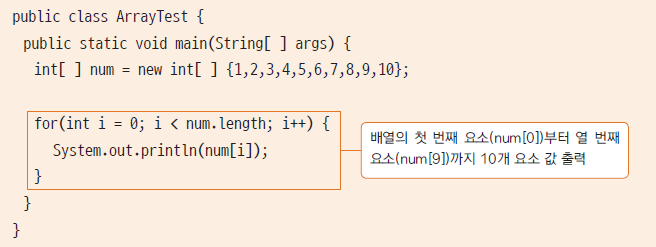 public class ArrayTest {
public static void main(String[ ] args) {
int[ ] num = new int[ ] {1,2,3,4,5,6,7,8,9,10};
for(int i = 0; i < num.length; i++) {
System.out.println(num[i]);
}
배열의 첫 번째 요소(num[0])부터 열 번째
요소(num[9])까지 10개 요소 값 출력
}
}